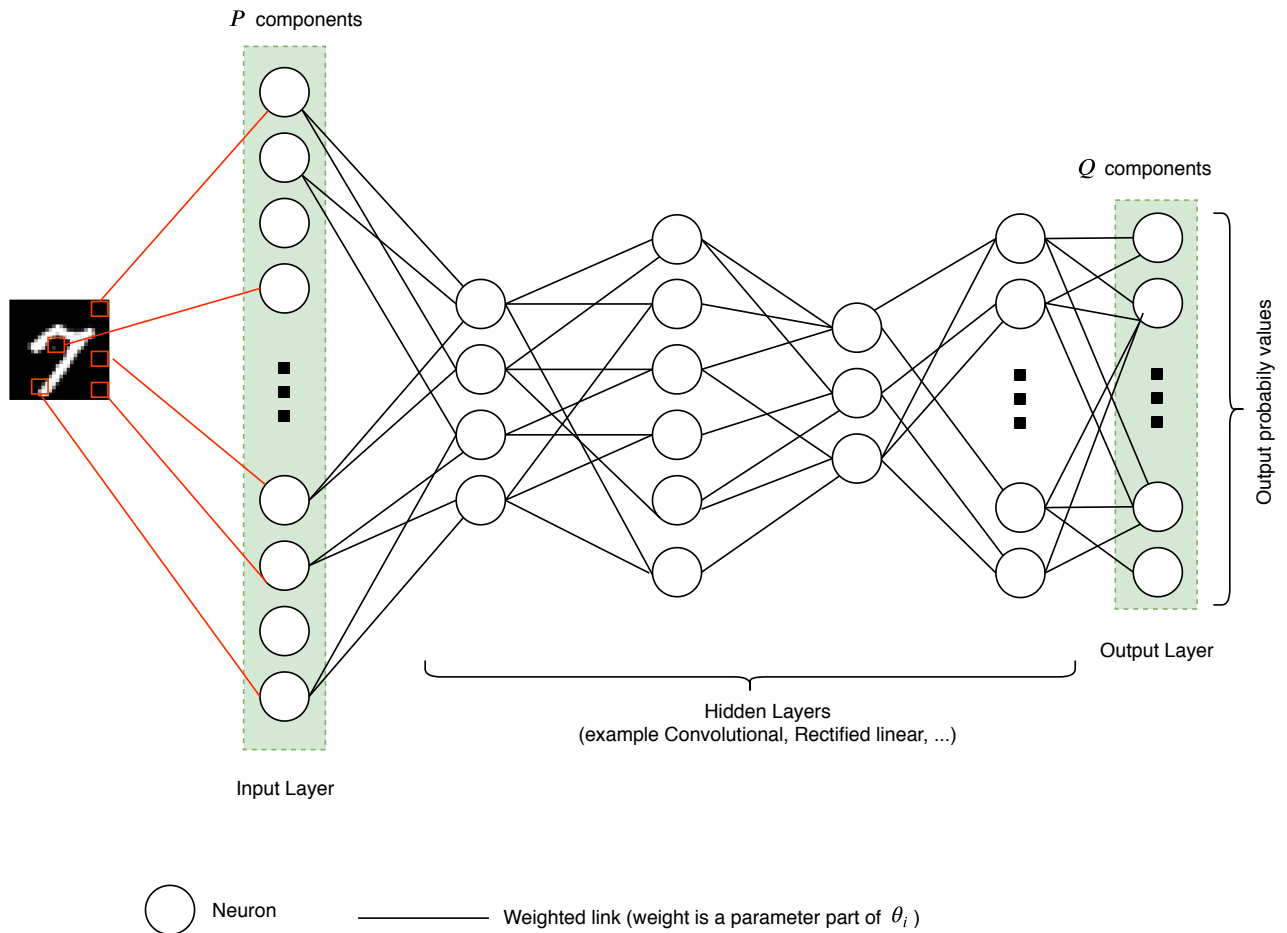 P components
Q components
Output probabily values
Output Layer
Hidden Layers
(example Convolutional, Rectified linear, ...)
Input Layer
Neuron
Weighted link (weight is a parameter part of θi )